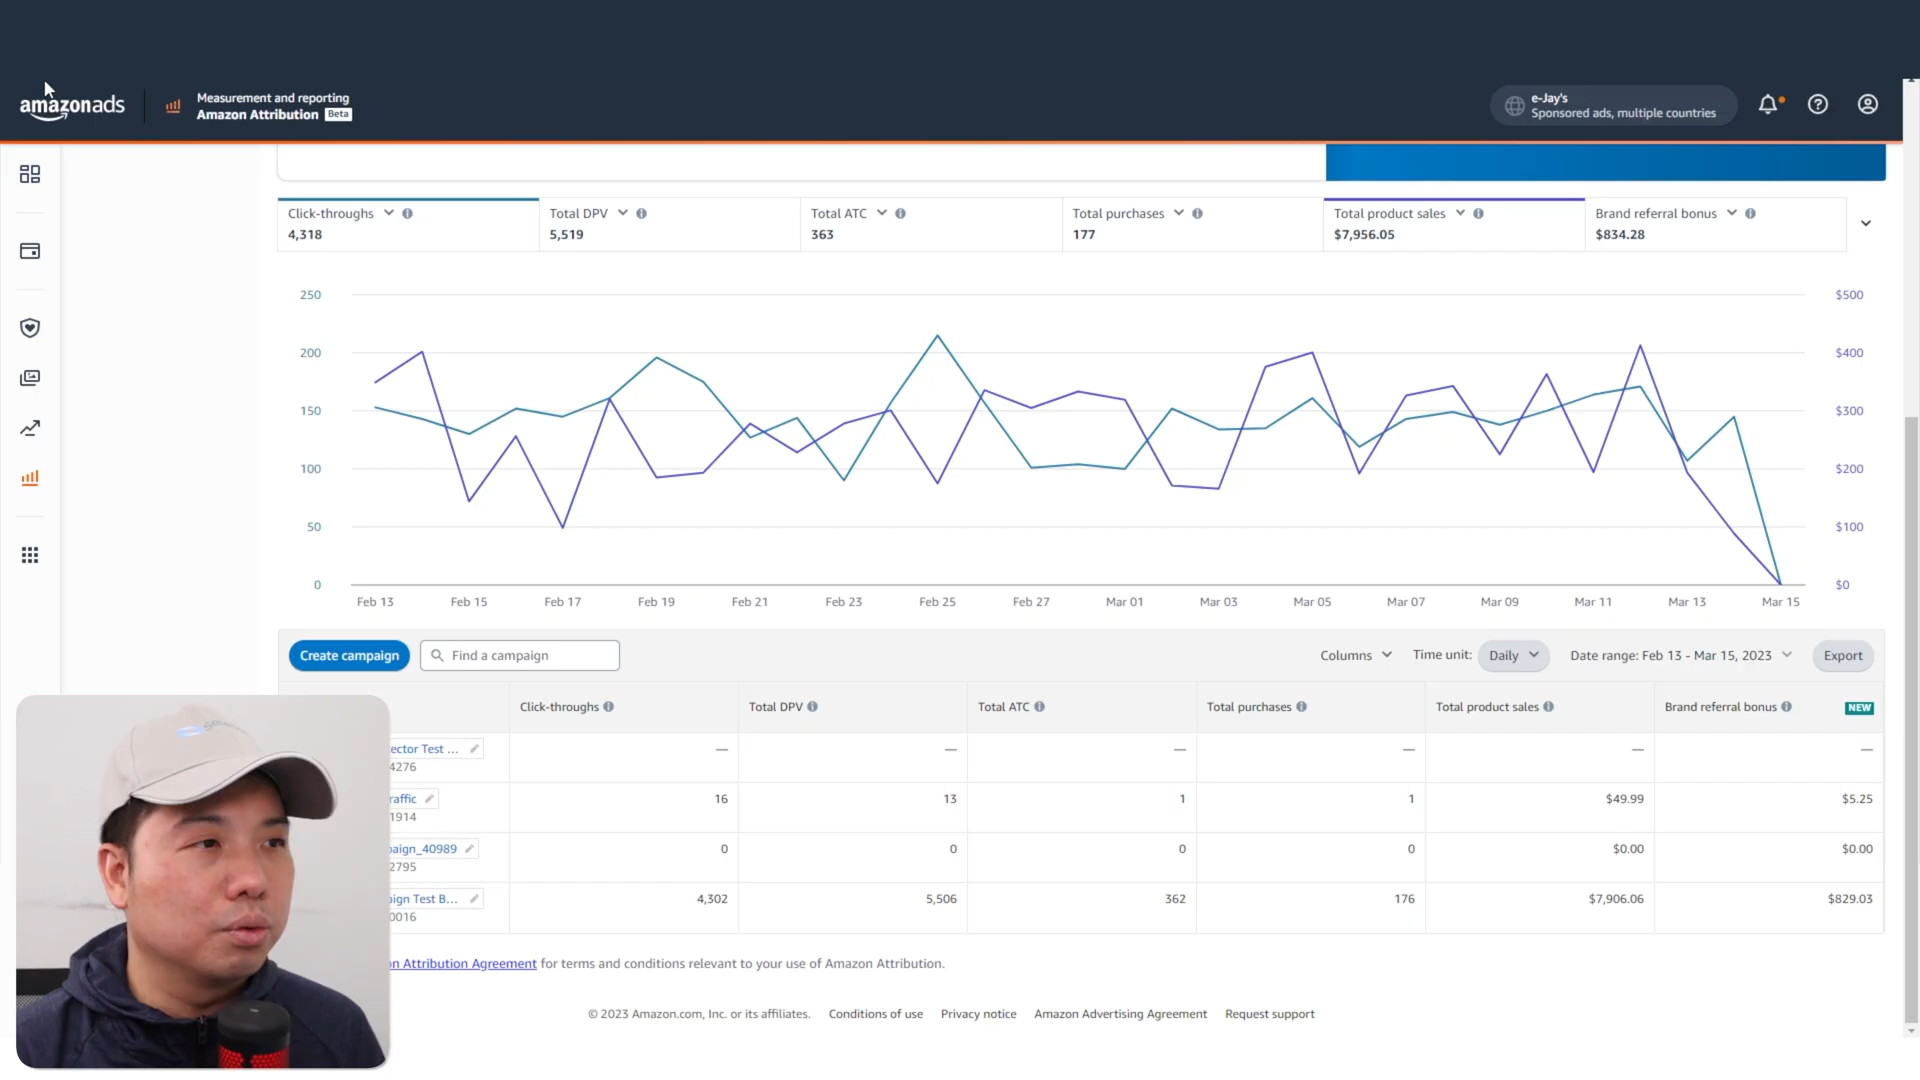 amazonads
Measurement and reporting
Amazon Attribution Beta
e-Jay's
Sponsored ads, multiple countries
Click-throughs
4,318
Total DPV
5,519
Total ATC
363
Total purchases
177
Total product sales
$7,956.05
Brand referral bonus
$834.28
250
200
150
100
50
0
$500
$400
$300
$200
$100
$0
Feb 13 Feb 15 Feb 17 Feb 19 Feb 21 Feb 23 Feb 25 Feb 27 Mar 01 Mar 03 Mar 05 Mar 07 Mar 09 Mar 11 Mar 13 Mar 15
Create campaign Find a campaign Columns Time unit: Daily Date range: Feb 13 - Mar 15, 2023 Export
Click-throughs Total DPV Total ATC Total purchases Total product sales Brand referral bonus NEW
ector Test ... — — — — — —
4276
raffic 16 13 1 1 $49.99 $5.25
1914
paign_40989 0 0 0 0 $0.00 $0.00
2795
ign Test B... 4,302 5,506 362 176 $7,906.06 $829.03
0016
n Attribution Agreement for terms and conditions relevant to your use of Amazon Attribution.
© 2023 Amazon.com, Inc. or its affiliates. Conditions of use Privacy notice Amazon Advertising Agreement Request support